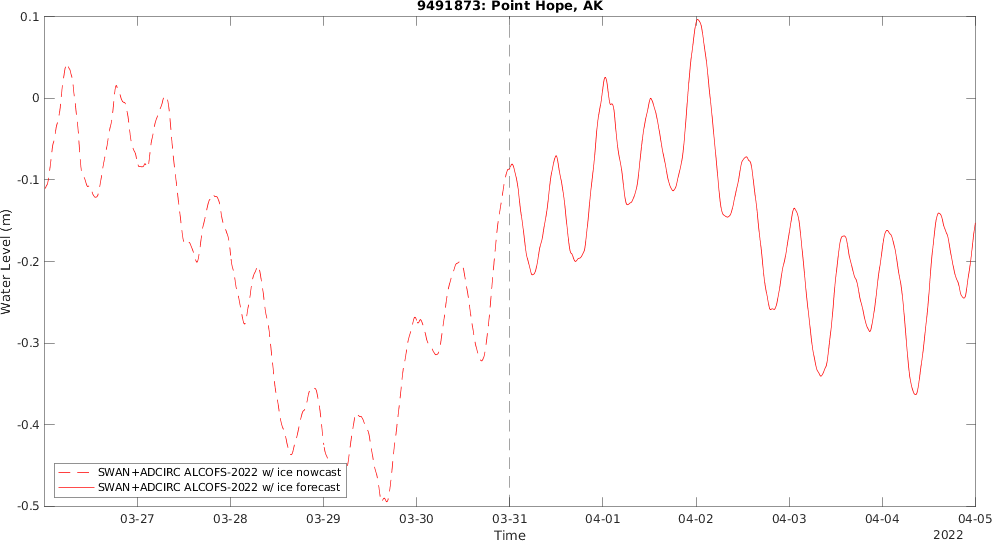 9491873: Point Hope, AK
Water Level (m)
0.1
0
-0.1
-0.2
-0.3
-0.4
-0.5
SWAN+ADCIRC ALCOFS-2022 w/ ice nowcast
SWAN+ADCIRC ALCOFS-2022 w/ ice forecast
03-27 03-28 03-29 03-30 03-31 04-01 04-02 04-03 04-04 04-05
Time
2022